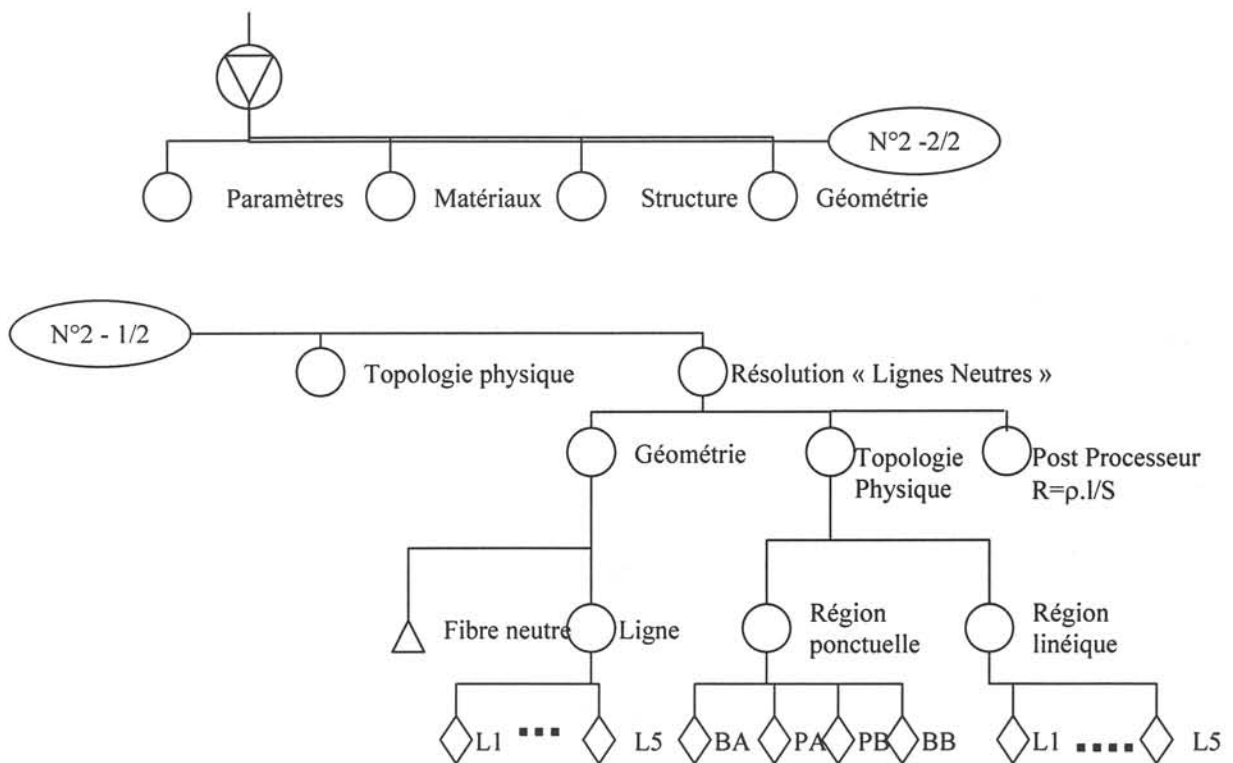 N°2 -2/2
Paramètres
Matériaux
Structure
Géométrie
N°2 - 1/2
Topologie physique
Résolution « Lignes Neutres »
Géométrie
Topologie
Physique
Post Processeur
R=ρ.l/S
Fibre neutre
Ligne
Région
ponctuelle
Région
linéique
L1
L5
BA
PA
PB
BB
L1
L5